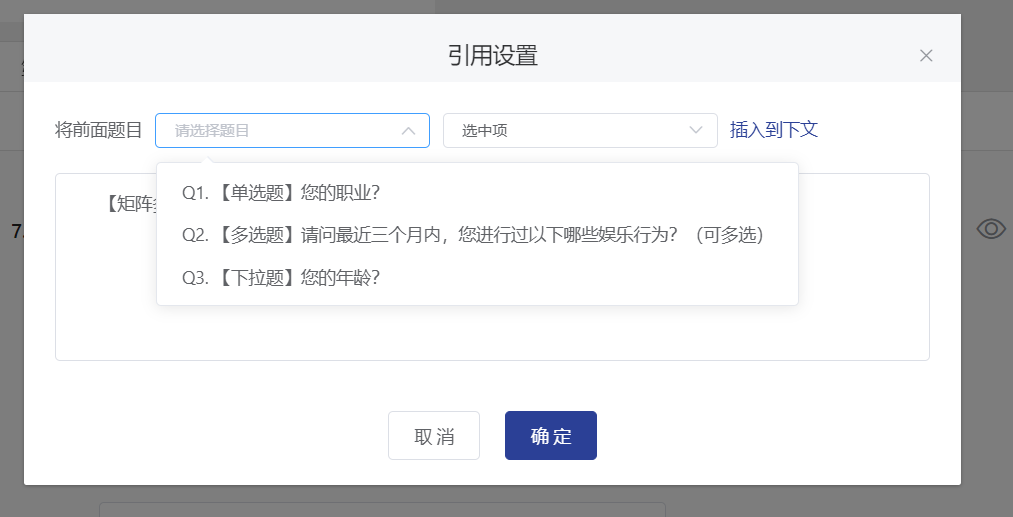 引用设置
将前面题目 请选择题目 选中项 插入到下文
Q1. 【单选题】您的职业?
Q2. 【多选题】请问最近三个月内，您进行过以下哪些娱乐行为? （可多选）
Q3. 【下拉题】您的年龄?
【矩阵
7.
取消 确定